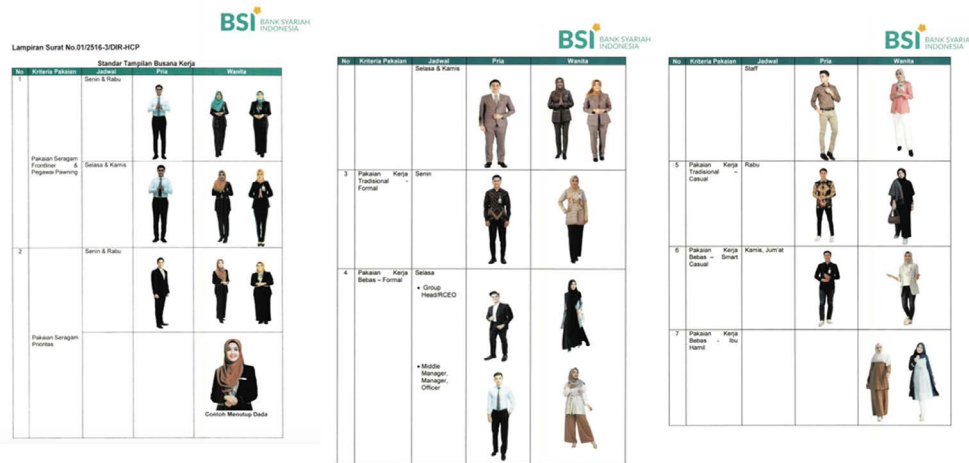 BSI BANK SYARIAH
INDONESIA
Lampiran Surat No.01/2516-3/DIR-HCP
Standar Tampilan Busana Kerja
No Kriteria Pakaian Jadwal Pria Wanita
1 Senin & Rabu
Pakaian Seragam
Frontliner &
Pegawai Pawning
Selasa & Kamis
2 Senin & Rabu
Pakaian Seragam
Prioritas
Contoh Menutup Dada
BSI BANK SYARIAH
INDONESIA
No Kriteria Pakaian Jadwal Pria Wanita
Selasa & Kamis
3 Pakaian Kerja Senin
Tradisional -
Formal
4 Pakaian Kerja Selasa
Bebas – Formal
• Group
Head/RCEO
• Middle
Manager,
Manager,
Officer
BSI BANK SYARIA
INDONESIA
No Kriteria Pakaian Jadwal Pria Wanita
Staff
5 Pakaian Kerja Rabu
Tradisional –
Casual
6 Pakaian Kerja Kamis, Jum'at
Bebas – Smart
Casual
7 Pakaian Kerja
Bebas - Ibu
Hamil